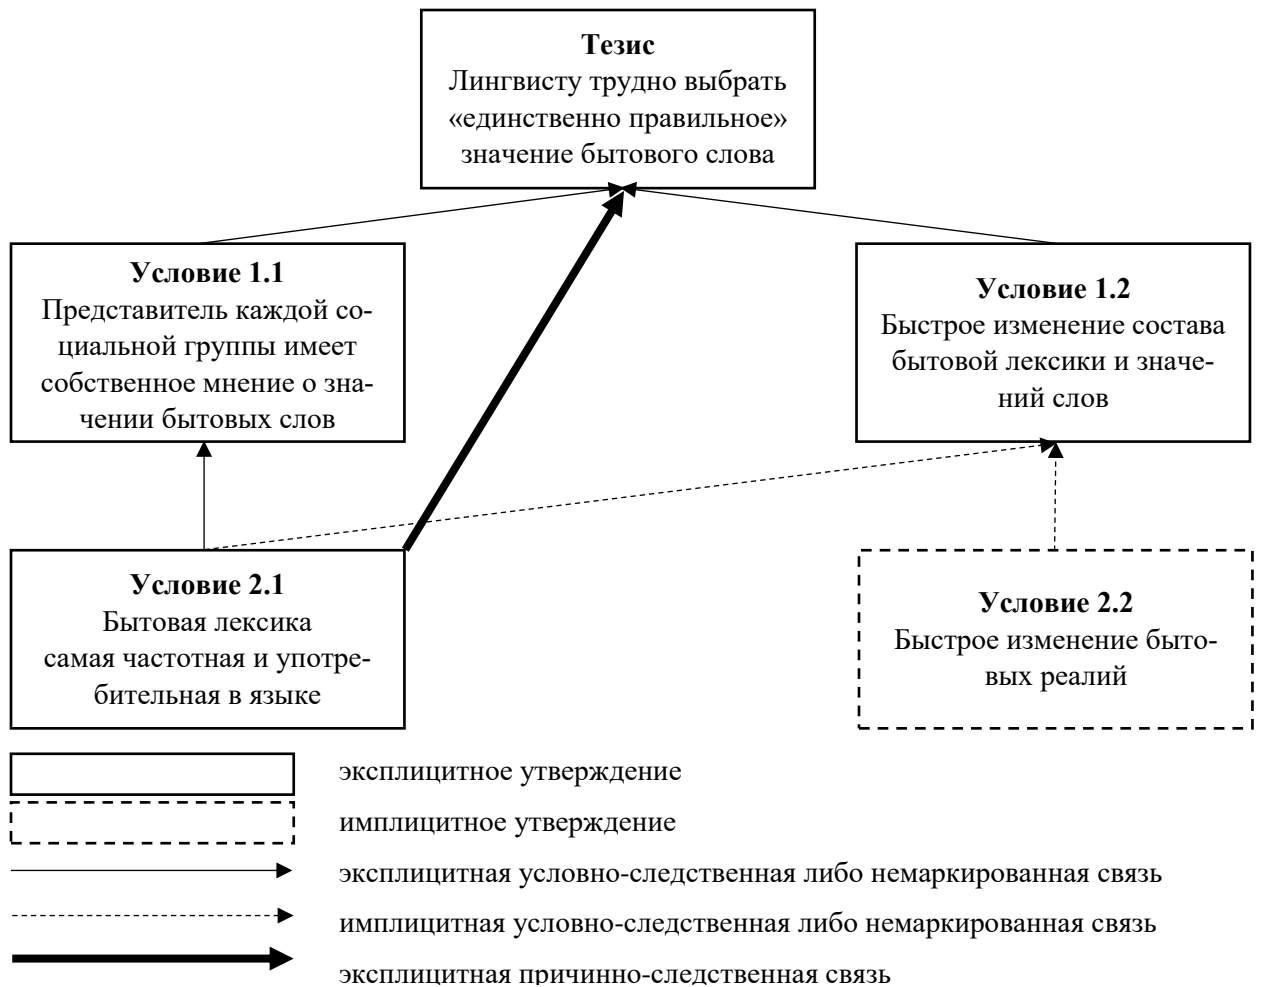 Тезис
Лингвисту трудно выбрать
«единственно правильное»
значение бытового слова
Условие 1.1
Представитель каждой со-
циальной группы имеет
собственное мнение о зна-
чении бытовых слов
Условие 1.2
Быстрое изменение состава
бытовой лексики и значе-
ний слов
Условие 2.1
Бытовая лексика
самая частотная и употре-
бительная в языке
Условие 2.2
Быстрое изменение быто-
вых реалий
эксплицитное утверждение
имплицитное утверждение
эксплицитная условно-следственная либо немаркированная связь
имплицитная условно-следственная либо немаркированная связь
эксплицитная причинно-следственная связь